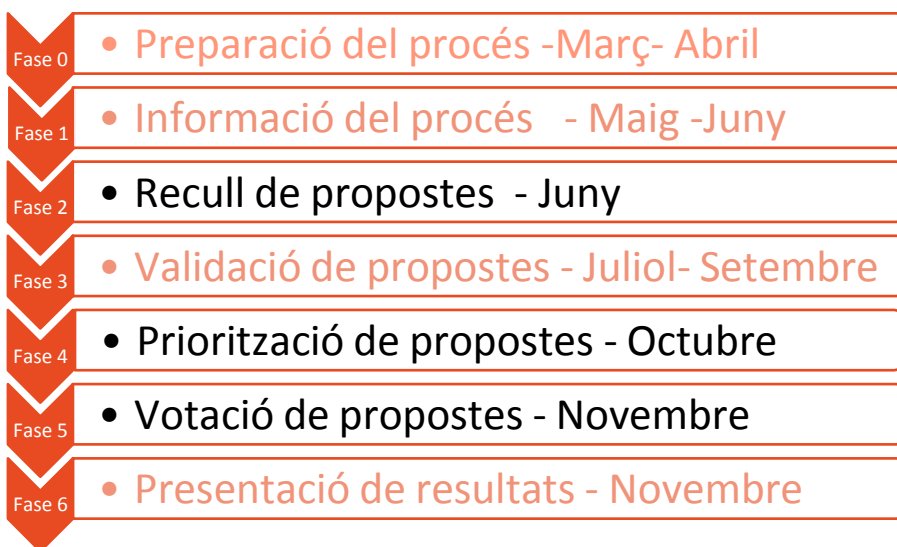 Fase 0 • Preparació del procés -Març- Abril
Fase 1 • Informació del procés - Maig -Juny
Fase 2 • Recull de propostes - Juny
Fase 3 • Validació de propostes - Juliol- Setembre
Fase 4 • Priorització de propostes - Octubre
Fase 5 • Votació de propostes - Novembre
Fase 6 • Presentació de resultats - Novembre